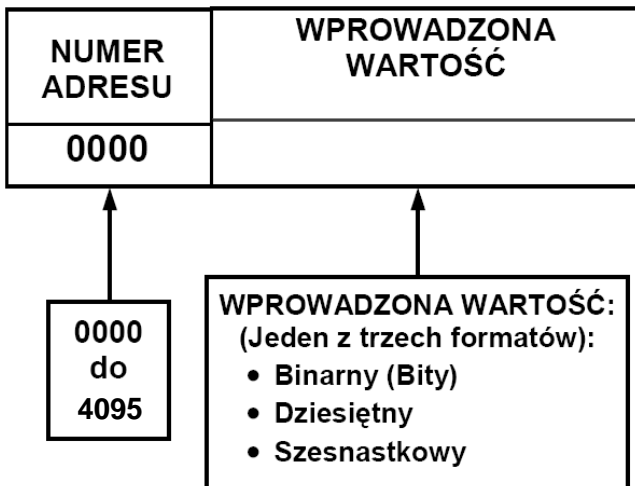 NUMER
ADRESU
WPROWADZONA
WARTOŚĆ
0000
0000
do
4095
WPROWADZONA WARTOŚĆ:
(Jeden z trzech formatów):
• Binarny (Bity)
• Dziesiętny
• Szesnastkowy